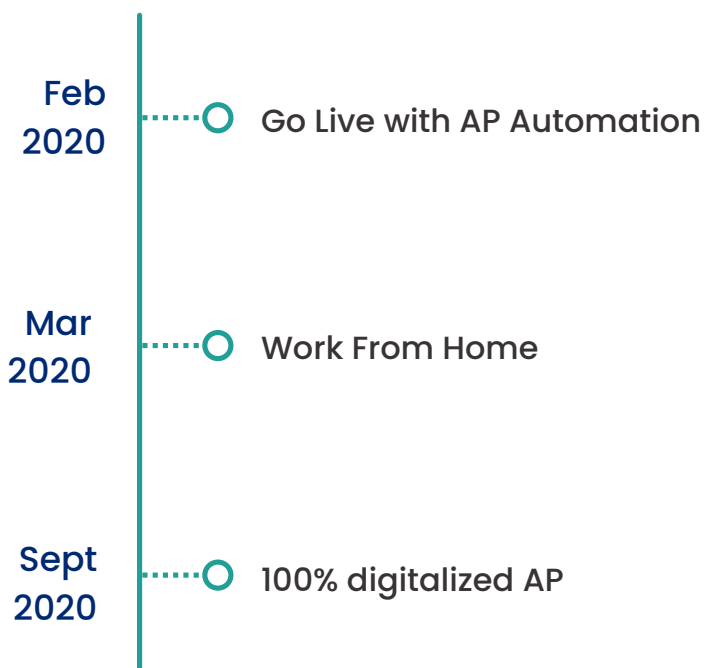 Feb
2020
Go Live with AP Automation
Mar
2020
Work From Home
Sept
2020
100% digitalized AP